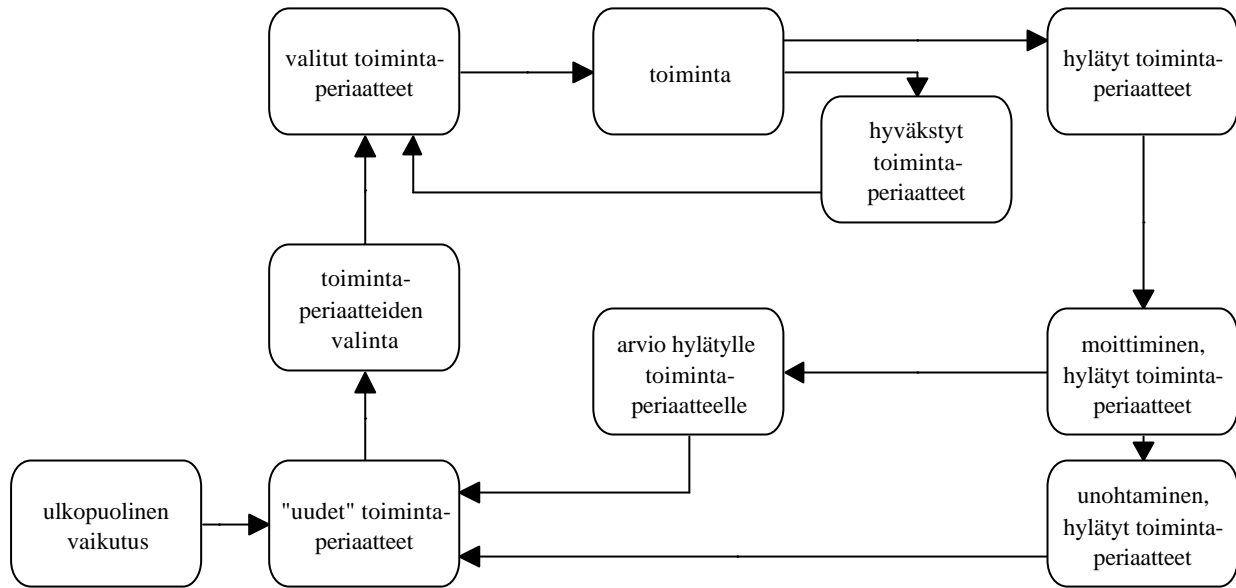 valitut toiminta-
periaatteet
toiminta
hylätyt toiminta-
periaatteet
hyväkstyt
toiminta-
periaatteet
toiminta-
periaatteiden
valinta
arvio hylätylle
toiminta-
periaatteelle
moittiminen,
hylätyt toiminta-
periaatteet
ulkopuolinen
vaikutus
"uudet" toiminta-
periaatteet
unohtaminen,
hylätyt toiminta-
periaatteet